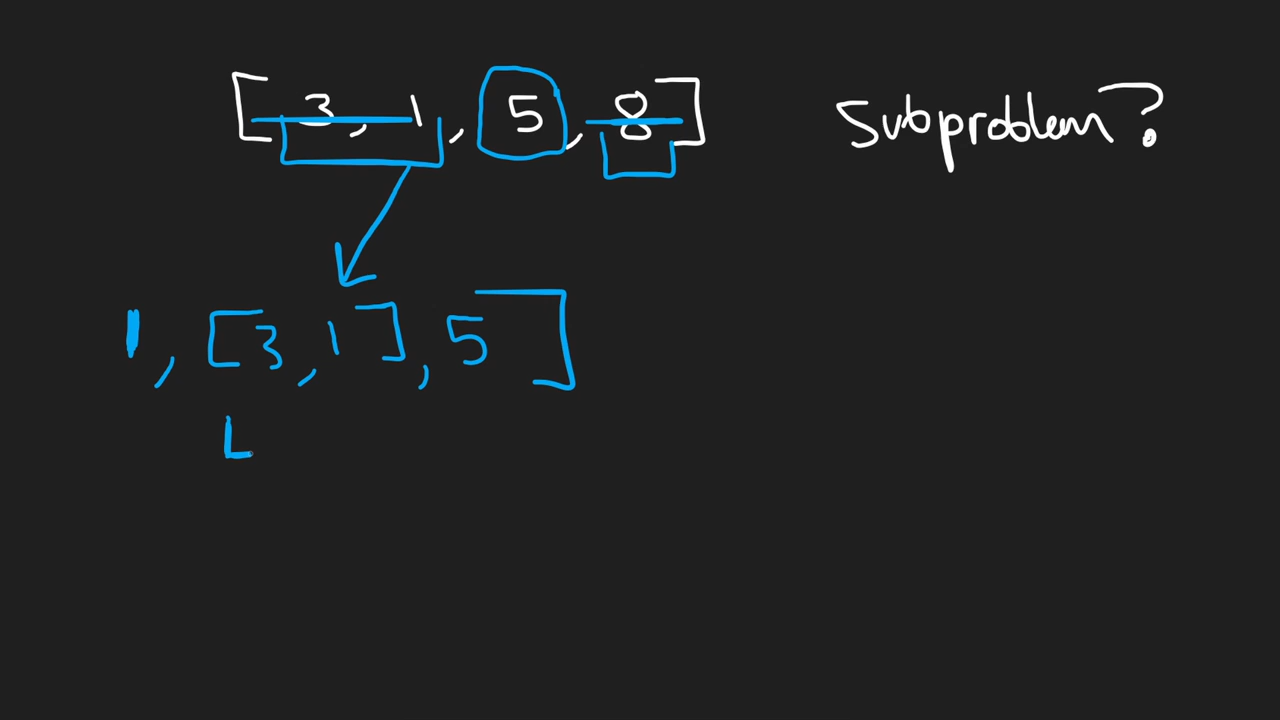 [3, 1, 5, 8] Subproblem?
1, [3, 1], 5]
L